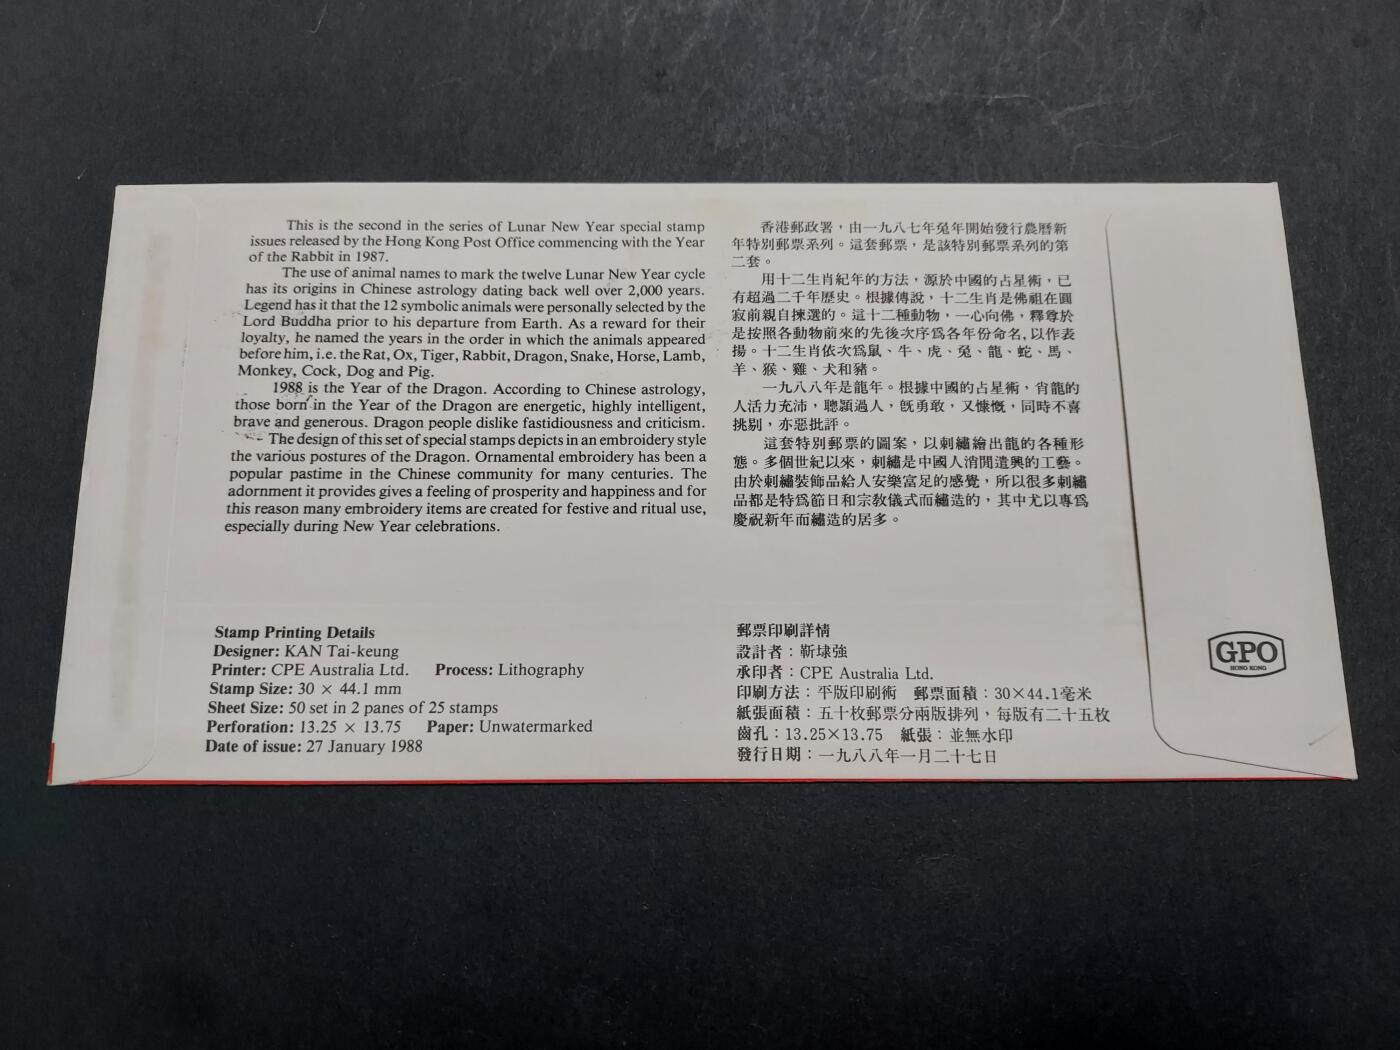 This is the second in the series of Lunar New Year special stamp
issues released by the Hong Kong Post Office commencing with the Year
of the Rabbit in 1987.
The use of animal names to mark the twelve Lunar New Year cycle
has its origins in Chinese astrology dating back well over 2,000 years.
Legend has it that the 12 symbolic animals were personally selected by the
Lord Buddha prior to his departure from Earth. As a reward for their
loyalty, he named the years in the order in which the animals appeared
before him, i.e. the Rat, Ox, Tiger, Rabbit, Dragon, Snake, Horse, Lamb,
Monkey, Cock, Dog and Pig.
1988 is the Year of the Dragon. According to Chinese astrology,
those born in the Year of the Dragon are energetic, highly intelligent,
brave and generous. Dragon people dislike fastidiousness and criticism.
The design of this set of special stamps depicts in an embroidery style
the various postures of the Dragon. Ornamental embroidery has been a
popular pastime in the Chinese community for many centuries. The
adornment it provides gives a feeling of prosperity and happiness and for
this reason many embroidery items are created for festive and ritual use,
especially during New Year celebrations.
香港郵政署，由一九八七年兔年開始發行農曆新
年特別郵票系列。這套郵票，是該特別郵票系列的第
二套。
用十二生肖紀年的方法，源於中國的占星術，已
有超過二千年歷史。根據傳說，十二生肖是佛祖在圓
寂前親自揀選的。這十二種動物，一心向佛，釋尊於
是按照各動物前來的先後次序爲各年份命名，以作表
揚。十二生肖依次爲鼠、牛、虎、兔、龍、蛇、馬、
羊、猴、雞、犬和豬。
一九八八年是龍年。根據中國的占星術，肖龍的
人活力充沛，聰穎過人，旣勇敢，又慷慨，同時不喜
挑剔，亦惡批評。
這套特別郵票的圖案，以刺繡繪出龍的各種形
態。多個世紀以來，刺繡是中國人消閒遣興的工藝。
由於刺繡裝飾品給人安樂富足的感覺，所以很多刺繡
品都是特爲節日和宗敎儀式而繡造的，其中尤以專爲
慶祝新年而繡造的居多。
Stamp Printing Details
Designer: KAN Tai-keung
Printer: CPE Australia Ltd. Process: Lithography
Stamp Size: 30 × 44.1 mm
Sheet Size: 50 set in 2 panes of 25 stamps
Perforation: 13.25 × 13.75 Paper: Unwatermarked
Date of issue: 27 January 1988
郵票印刷詳情
設計者：靳埭強
承印者：CPE Australia Ltd.
印刷方法：平版印刷術 郵票面積：30×44.1毫米
紙張面積：五十枚郵票分兩版排列，每版有二十五枚
齒孔：13.25×13.75 紙張：並無水印
發行日期：一九八八年一月二十七日
GPO
HONG KONG